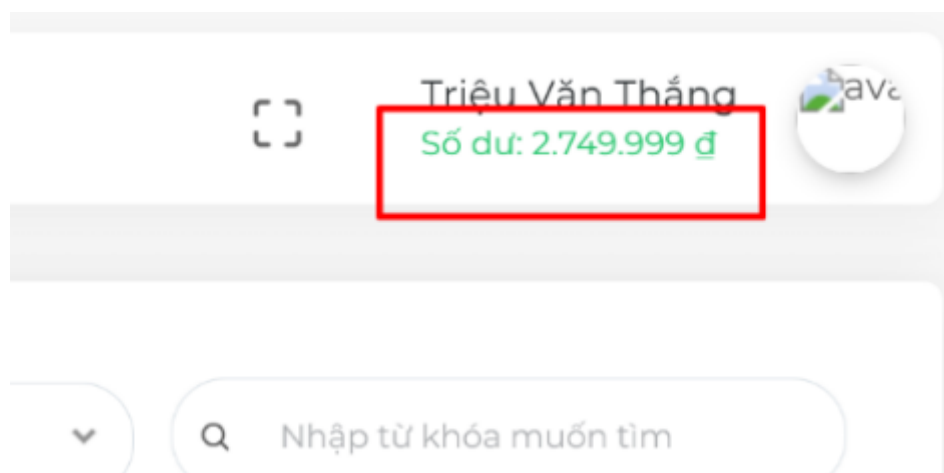 Triệu Văn Thắng
Số dư: 2.749.999 ₫
ava
Nhập từ khóa muốn tìm